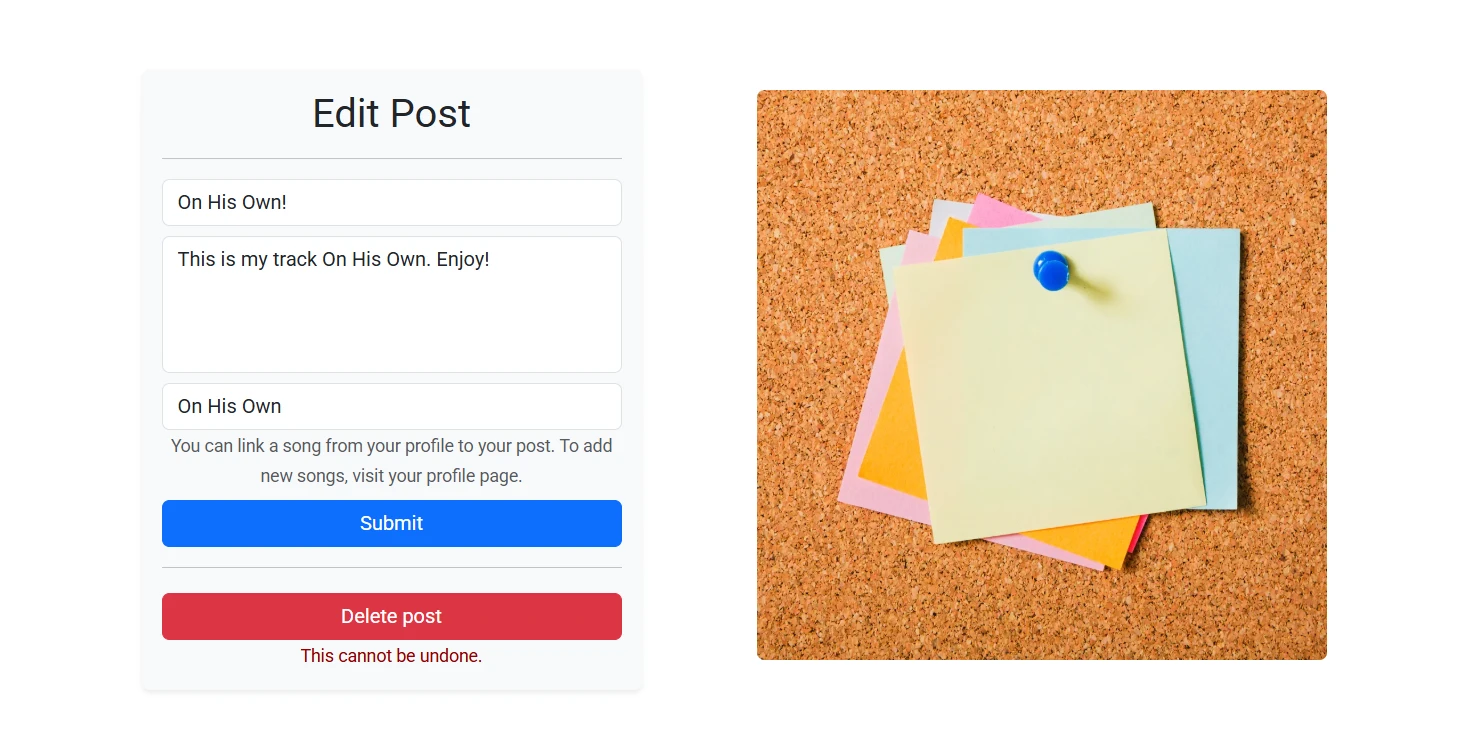 Edit Post
On His Own!
This is my track On His Own. Enjoy!
On His Own
You can link a song from your profile to your post. To add
new songs, visit your profile page.
Submit
Delete post
This cannot be undone.